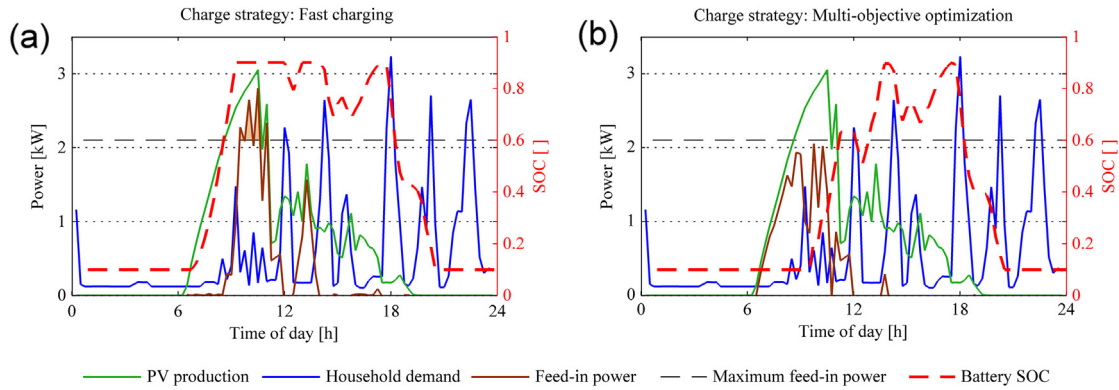 (a)
Charge strategy: Fast charging
Power [kW]
3
2
1
0
0 6 12 18 24
Time of day [h]
1
0.8
0.6
0.4
0.2
0
SOC [ ]
(b)
Charge strategy: Multi-objective optimization
Power [kW]
3
2
1
0
0 6 12 18 24
Time of day [h]
1
0.8
0.6
0.4
0.2
0
SOC [ ]
PV production Household demand Feed-in power Maximum feed-in power Battery SOC